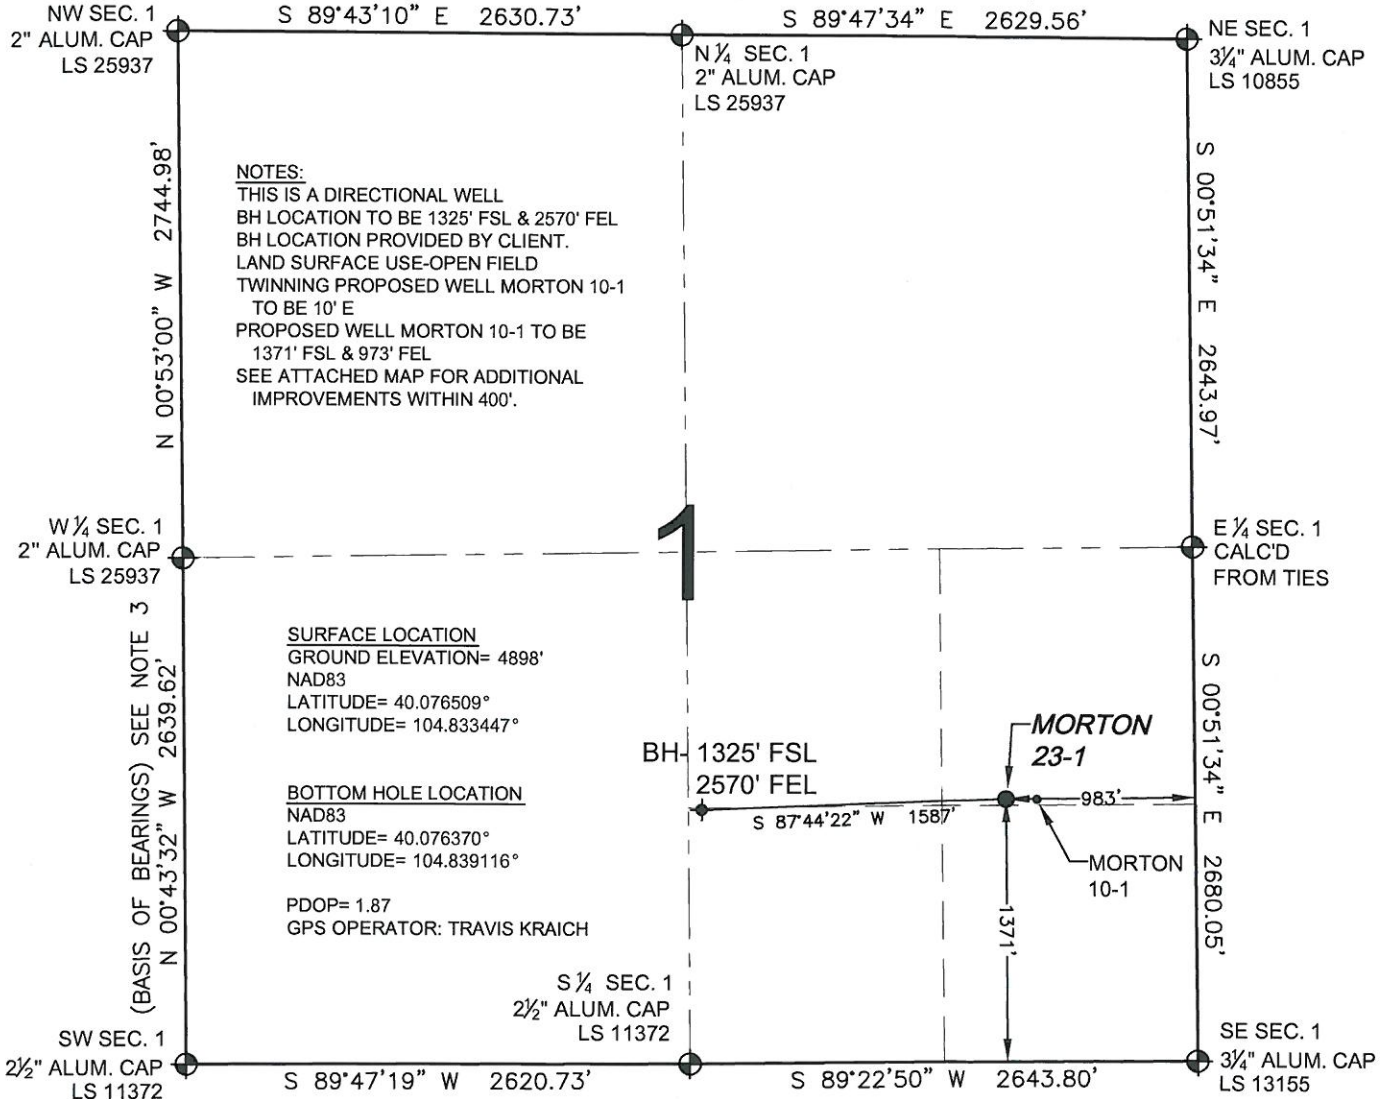 NW SEC. 1
2" ALUM. CAP
LS 25937
S 89°43'10" E 2630.73'
N ¼ SEC. 1
2" ALUM. CAP
LS 25937
S 89°47'34" E 2629.56'
NE SEC. 1
3¼" ALUM. CAP
LS 10855
N 00°53'00" W 2744.98'
NOTES:
THIS IS A DIRECTIONAL WELL
BH LOCATION TO BE 1325' FSL & 2570' FEL
BH LOCATION PROVIDED BY CLIENT.
LAND SURFACE USE-OPEN FIELD
TWINNING PROPOSED WELL MORTON 10-1
TO BE 10' E
PROPOSED WELL MORTON 10-1 TO BE
1371' FSL & 973' FEL
SEE ATTACHED MAP FOR ADDITIONAL
IMPROVEMENTS WITHIN 400'.
S 00°51'34" E 2643.97'
W ¼ SEC. 1
2" ALUM. CAP
LS 25937
1
E ¼ SEC. 1
CALC'D
FROM TIES
(BASIS OF BEARINGS) SEE NOTE 3
N 00°43'32" W 2639.62'
SURFACE LOCATION
GROUND ELEVATION= 4898'
NAD83
LATITUDE= 40.076509°
LONGITUDE= 104.833447°
BOTTOM HOLE LOCATION
NAD83
LATITUDE= 40.076370°
LONGITUDE= 104.839116°
PDOP= 1.87
GPS OPERATOR: TRAVIS KRAICH
BH- 1325' FSL
2570' FEL
S 87°44'22" W 1587'
MORTON
23-1
983'
MORTON
10-1
1371'
S 00°51'34" E 2680.05'
SW SEC. 1
2½" ALUM. CAP
LS 11372
S 89°47'19" W 2620.73'
S ¼ SEC. 1
2½" ALUM. CAP
LS 11372
S 89°22'50" W 2643.80'
SE SEC. 1
3¼" ALUM. CAP
LS 13155